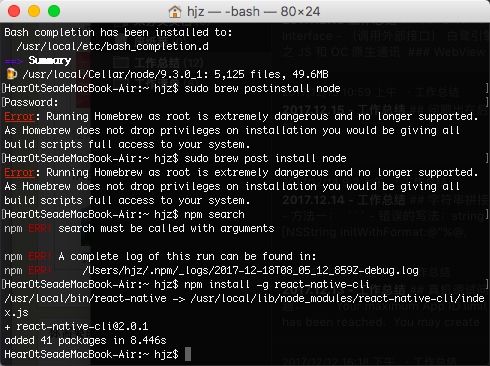 hjz — -bash — 80×24
Bash completion has been installed to:
/usr/local/etc/bash_completion.d
==> Summary
🍺 /usr/local/Cellar/node/9.3.0_1: 5,125 files, 49.6MB
[HearOtSeadeMacBook-Air:~ hjz$ sudo brew postinstall node ]
[Password:
Error: Running Homebrew as root is extremely dangerous and no longer supported.
As Homebrew does not drop privileges on installation you would be giving all
build scripts full access to your system.
[HearOtSeadeMacBook-Air:~ hjz$ sudo brew post install node ]
Error: Running Homebrew as root is extremely dangerous and no longer supported.
As Homebrew does not drop privileges on installation you would be giving all
build scripts full access to your system.
[HearOtSeadeMacBook-Air:~ hjz$ npm search ]
npm ERR! search must be called with arguments
npm ERR! A complete log of this run can be found in:
npm ERR!     /Users/hjz/.npm/_logs/2017-12-18T08_05_12_859Z-debug.log
[HearOtSeadeMacBook-Air:~ hjz$ npm install -g react-native-cli ]
/usr/local/bin/react-native -> /usr/local/lib/node_modules/react-native-cli/inde
x.js
+ react-native-cli@2.0.1
added 41 packages in 8.446s
HearOtSeadeMacBook-Air:~ hjz$